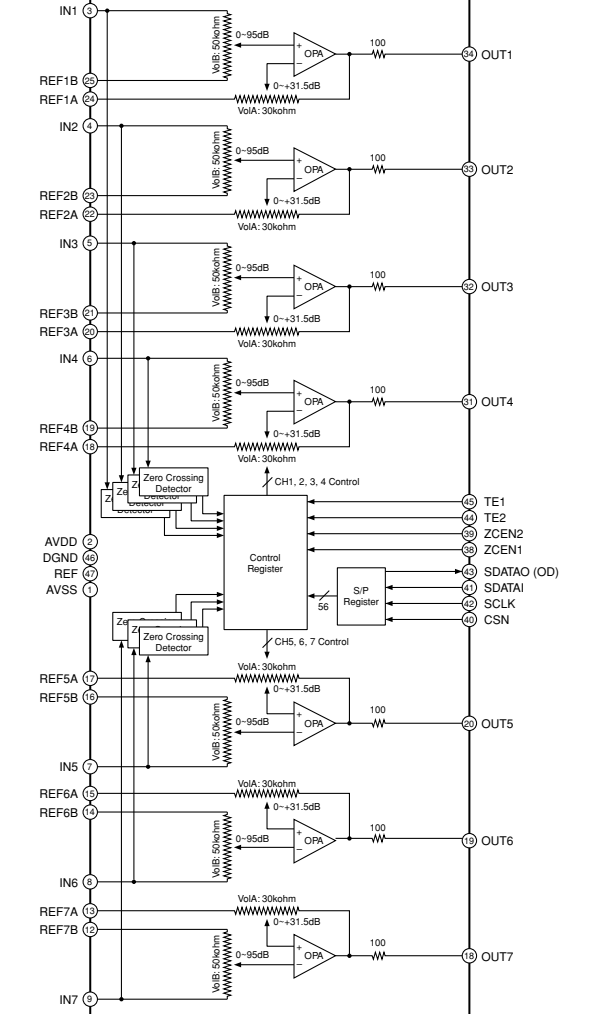 IN1 3
VolB: 50kohm
0~95dB
+
−
OPA
100
34 OUT1
REF1B 25
0~+31.5dB
REF1A 24
VolA: 30kohm
IN2 4
VolB: 50kohm
0~95dB
+
−
OPA
100
33 OUT2
REF2B 23
0~+31.5dB
REF2A 22
VolA: 30kohm
IN3 5
VolB: 50kohm
0~95dB
+
−
OPA
100
32 OUT3
REF3B 21
0~+31.5dB
REF3A 20
VolA: 30kohm
IN4 6
VolB: 50kohm
0~95dB
+
−
OPA
100
31 OUT4
REF4B 19
0~+31.5dB
REF4A 18
VolA: 30kohm
Zero Crossing
Detector
Ze
Z
Detector
Ze
Detector
Z
Detector
CH1, 2, 3, 4 Control
45 TE1
44 TE2
39 ZCEN2
38 ZCEN1
AVDD 2
DGND 46
REF 47
AVSS 1
Control
Register
S/P
Register
56
43 SDATAO (OD)
41 SDATAI
42 SCLK
40 CSN
Zero Crossing
Ze
Z
Zero Crossing
Detector
CH5, 6, 7 Control
VolA: 30kohm
REF5A 17
0~+31.5dB
REF5B 16
VolB: 50kohm
0~95dB
+
−
OPA
100
20 OUT5
IN5 7
VolA: 30kohm
REF6A 15
0~+31.5dB
REF6B 14
VolB: 50kohm
0~95dB
+
−
OPA
100
19 OUT6
IN6 8
VolA: 30kohm
REF7A 13
0~+31.5dB
REF7B 12
VolB: 50kohm
0~95dB
+
−
OPA
100
18 OUT7
IN7 9